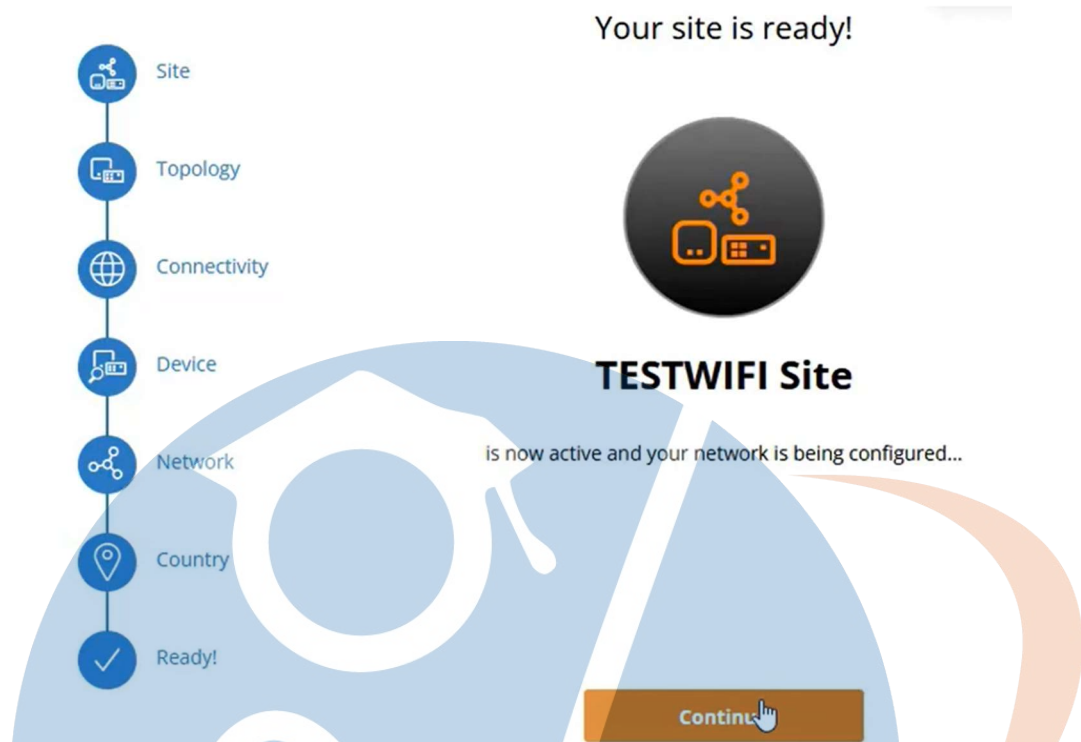 Your site is ready!
Site
Topology
Connectivity
Device
TESTWIFI Site
is now active and your network is being configured...
Network
Country
Ready!
Continue